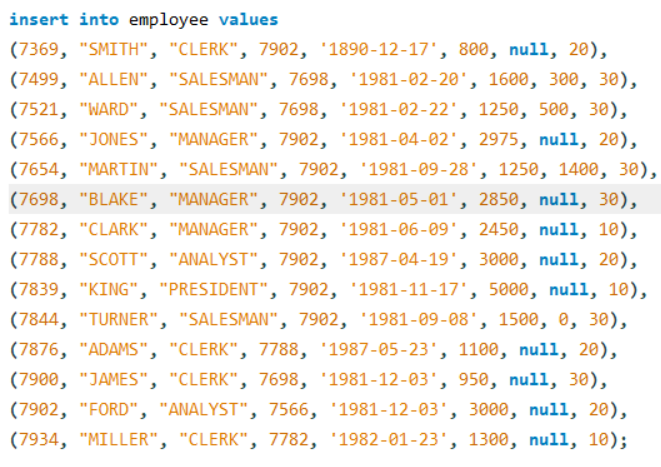 insert into employee values
(7369, "SMITH", "CLERK", 7902, '1890-12-17', 800, null, 20),
(7499, "ALLEN", "SALESMAN", 7698, '1981-02-20', 1600, 300, 30),
(7521, "WARD", "SALESMAN", 7698, '1981-02-22', 1250, 500, 30),
(7566, "JONES", "MANAGER", 7902, '1981-04-02', 2975, null, 20),
(7654, "MARTIN", "SALESMAN", 7902, '1981-09-28', 1250, 1400, 30),
(7698, "BLAKE", "MANAGER", 7902, '1981-05-01', 2850, null, 30),
(7782, "CLARK", "MANAGER", 7902, '1981-06-09', 2450, null, 10),
(7788, "SCOTT", "ANALYST", 7902, '1987-04-19', 3000, null, 20),
(7839, "KING", "PRESIDENT", 7902, '1981-11-17', 5000, null, 10),
(7844, "TURNER", "SALESMAN", 7902, '1981-09-08', 1500, 0, 30),
(7876, "ADAMS", "CLERK", 7788, '1987-05-23', 1100, null, 20),
(7900, "JAMES", "CLERK", 7698, '1981-12-03', 950, null, 30),
(7902, "FORD", "ANALYST", 7566, '1981-12-03', 3000, null, 20),
(7934, "MILLER", "CLERK", 7782, '1982-01-23', 1300, null, 10);